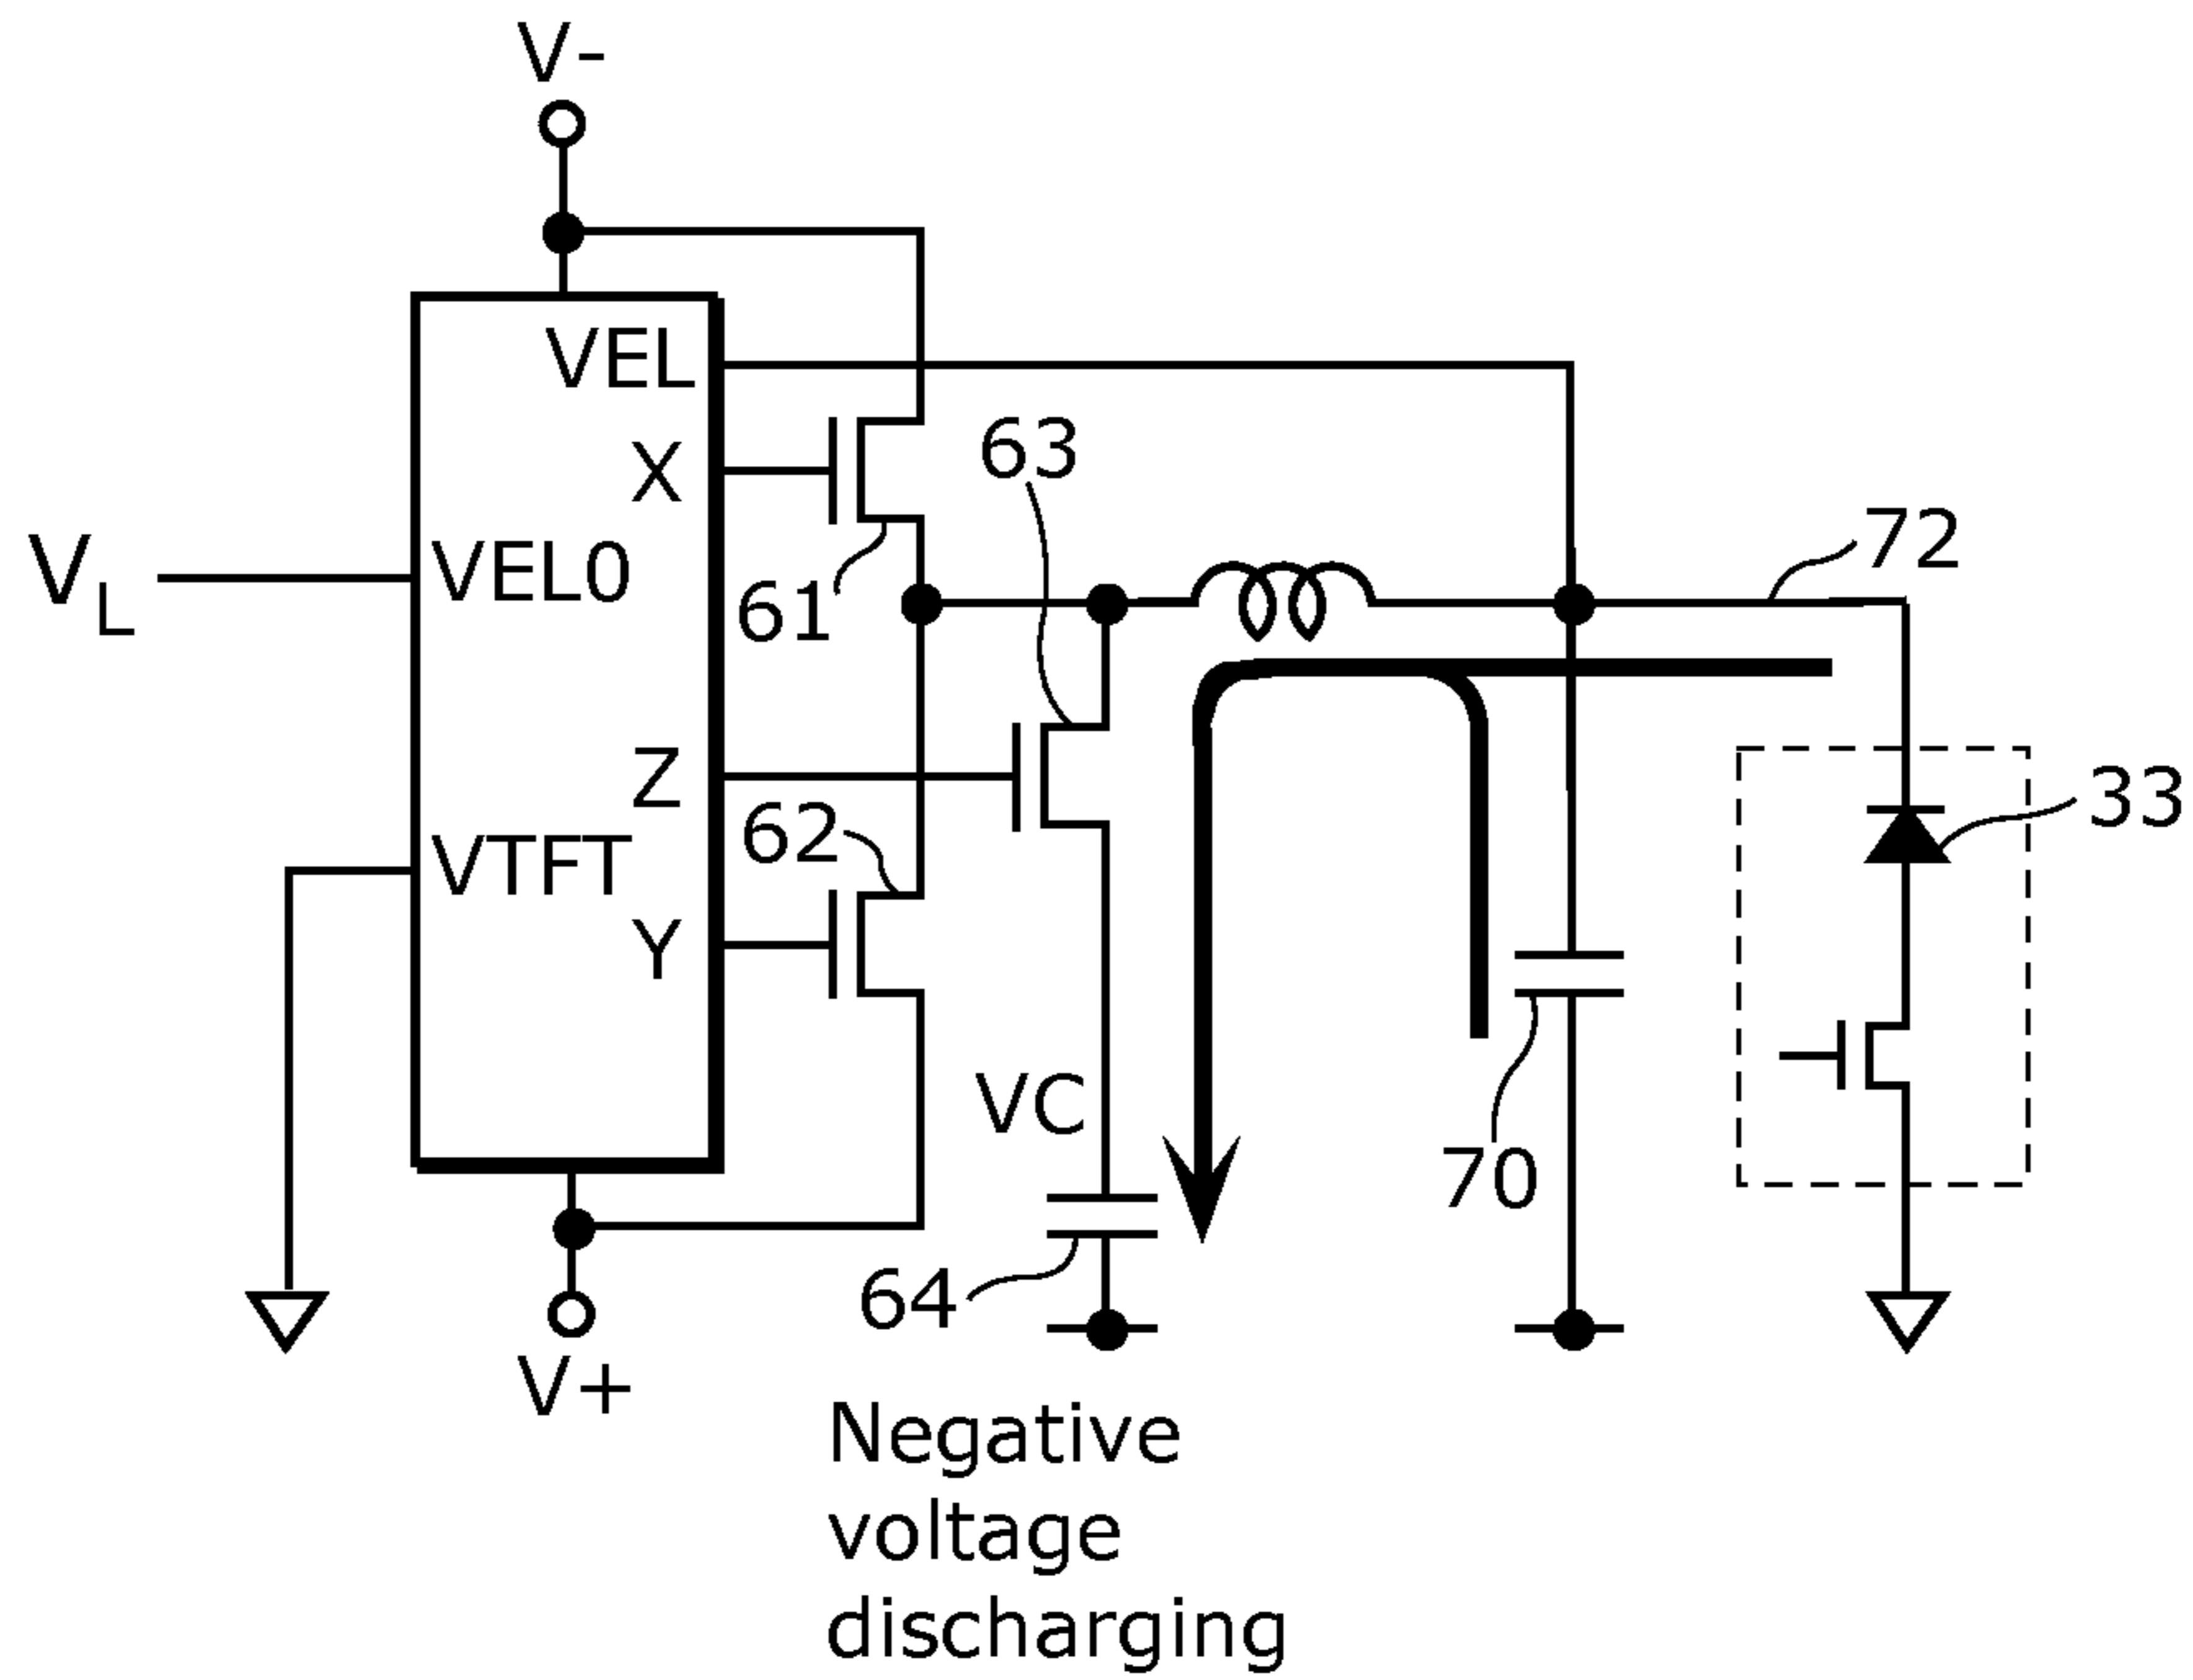 V-
VEL
X
63
72
VEL0
VL
61
Z
33
62
VTFT
Y
VC
70
64
V+
Negative
voltage
discharging